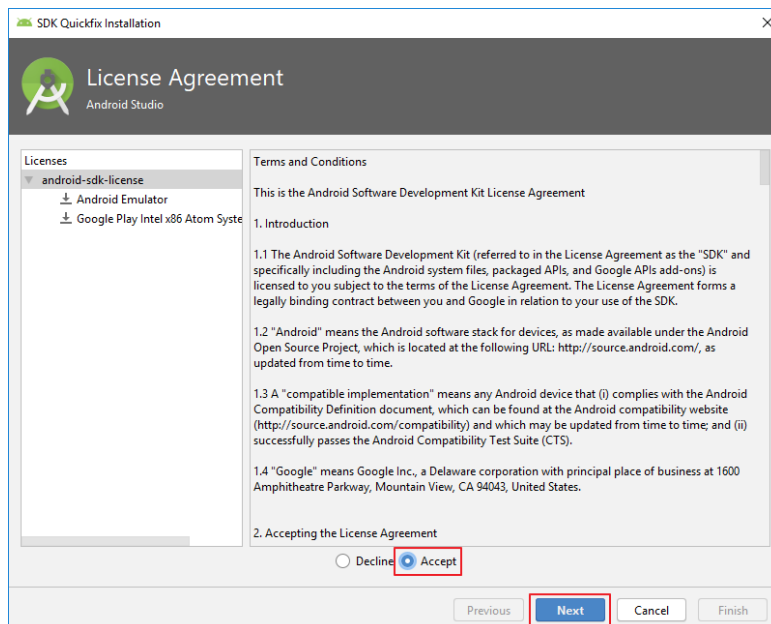 SDK Quickfix Installation
License Agreement
Android Studio
Licenses
android-sdk-license
Android Emulator
Google Play Intel x86 Atom Syste
Terms and Conditions
This is the Android Software Development Kit License Agreement
1. Introduction
1.1 The Android Software Development Kit (referred to in the License Agreement as the "SDK" and
specifically including the Android system files, packaged APIs, and Google APIs add-ons) is
licensed to you subject to the terms of the License Agreement. The License Agreement forms a
legally binding contract between you and Google in relation to your use of the SDK.
1.2 "Android" means the Android software stack for devices, as made available under the Android
Open Source Project, which is located at the following URL: http://source.android.com/, as
updated from time to time.
1.3 A "compatible implementation" means any Android device that (i) complies with the Android
Compatibility Definition document, which can be found at the Android compatibility website
(http://source.android.com/compatibility) and which may be updated from time to time; and (ii)
successfully passes the Android Compatibility Test Suite (CTS).
1.4 "Google" means Google Inc., a Delaware corporation with principal place of business at 1600
Amphitheatre Parkway, Mountain View, CA 94043, United States.
2. Accepting the License Agreement
Decline Accept
Previous Next Cancel Finish